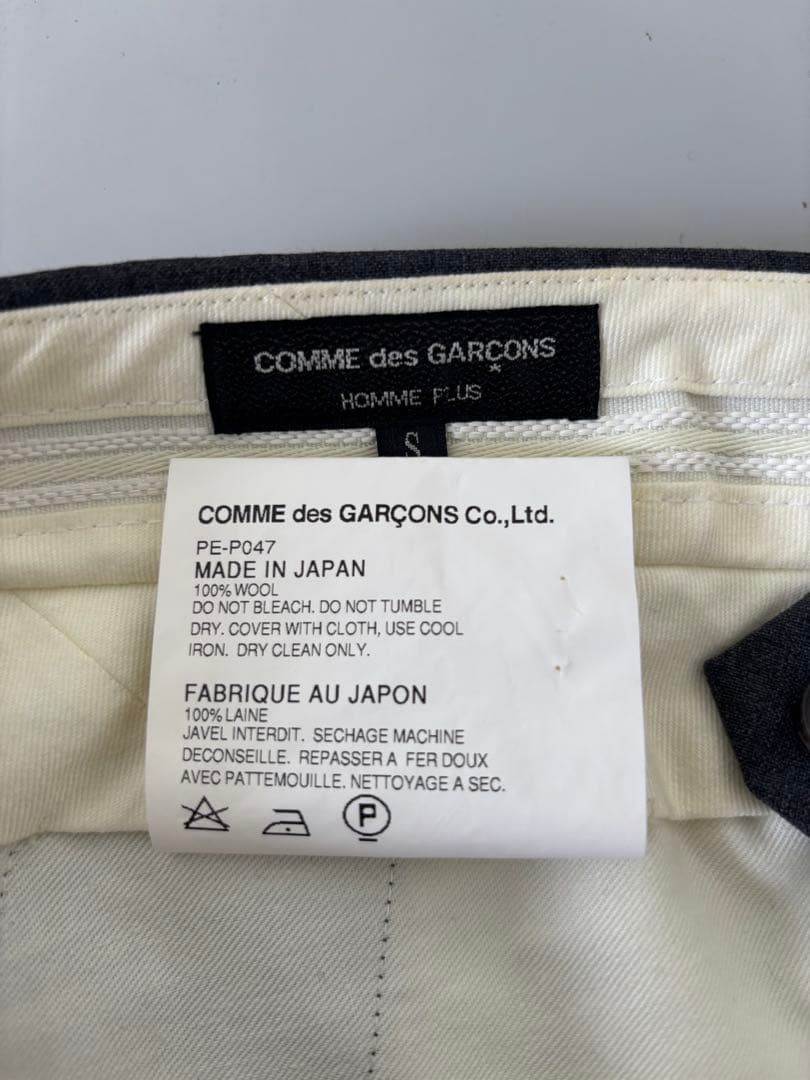 COMME des GARÇONS
*
HOMME PLUS
S
COMME des GARÇONS Co.,Ltd.
PE-P047
MADE IN JAPAN
100% WOOL
DO NOT BLEACH. DO NOT TUMBLE
DRY. COVER WITH CLOTH, USE COOL
IRON. DRY CLEAN ONLY.
FABRIQUE AU JAPON
100% LAINE
JAVEL INTERDIT. SECHAGE MACHINE
DECONSEILLE. REPASSER A FER DOUX
AVEC PATTEMOUILLE. NETTOYAGE A SEC.
P